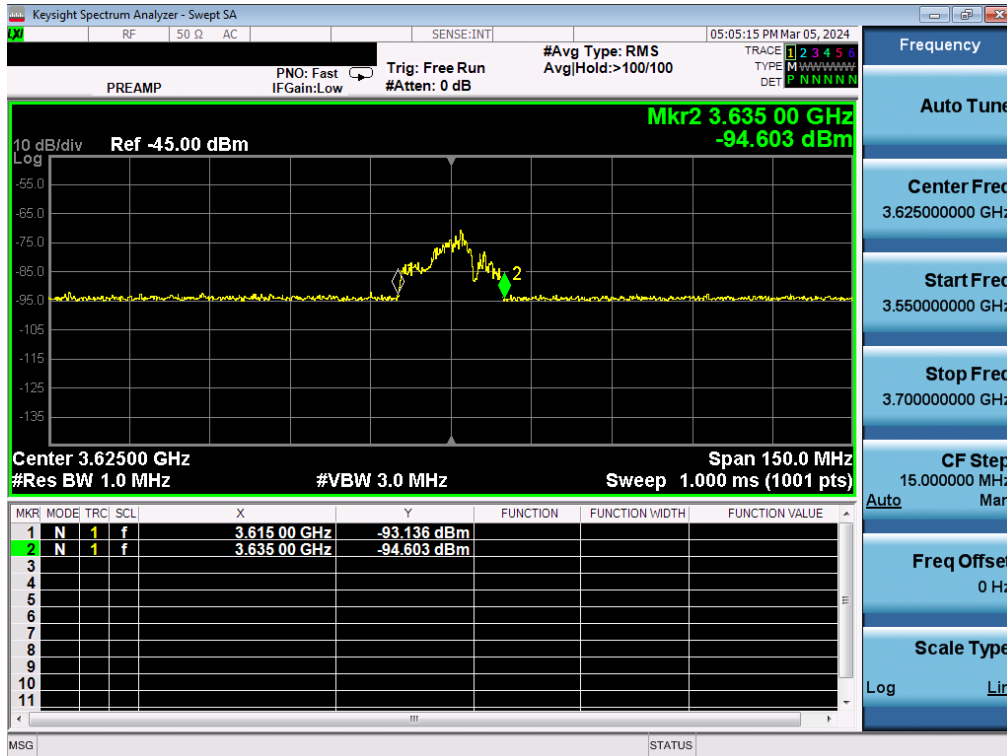 Keysight Spectrum Analyzer - Swept SA
LXI RF 50 Ω AC SENSE:INT 05:05:15 PM Mar 05, 2024
PREAMP
PNO: Fast
IFGain:Low
Trig: Free Run
#Atten: 0 dB
#Avg Type: RMS
Avg|Hold:>100/100
TRACE 1 2 3 4 5 6
TYPE M WWWWW
DET P N N N N N
Mkr2 3.635 00 GHz
-94.603 dBm
10 dB/div Ref -45.00 dBm
Log
-55.0
-65.0
-75.0
-85.0
2
-95.0
-105
-115
-125
-135
Center 3.62500 GHz Span 150.0 MHz
#Res BW 1.0 MHz #VBW 3.0 MHz Sweep 1.000 ms (1001 pts)
MKR MODE TRC SCL X Y FUNCTION FUNCTION WIDTH FUNCTION VALUE
1 N 1 f 3.615 00 GHz -93.136 dBm
2 N 1 f 3.635 00 GHz -94.603 dBm
3
4
5
6
7
8
9
10
11
MSG STATUS
Frequency
Auto Tune
Center Freq
3.625000000 GHz
Start Freq
3.550000000 GHz
Stop Freq
3.700000000 GHz
CF Step
15.000000 MHz
Auto Man
Freq Offset
0 Hz
Scale Type
Log Lin